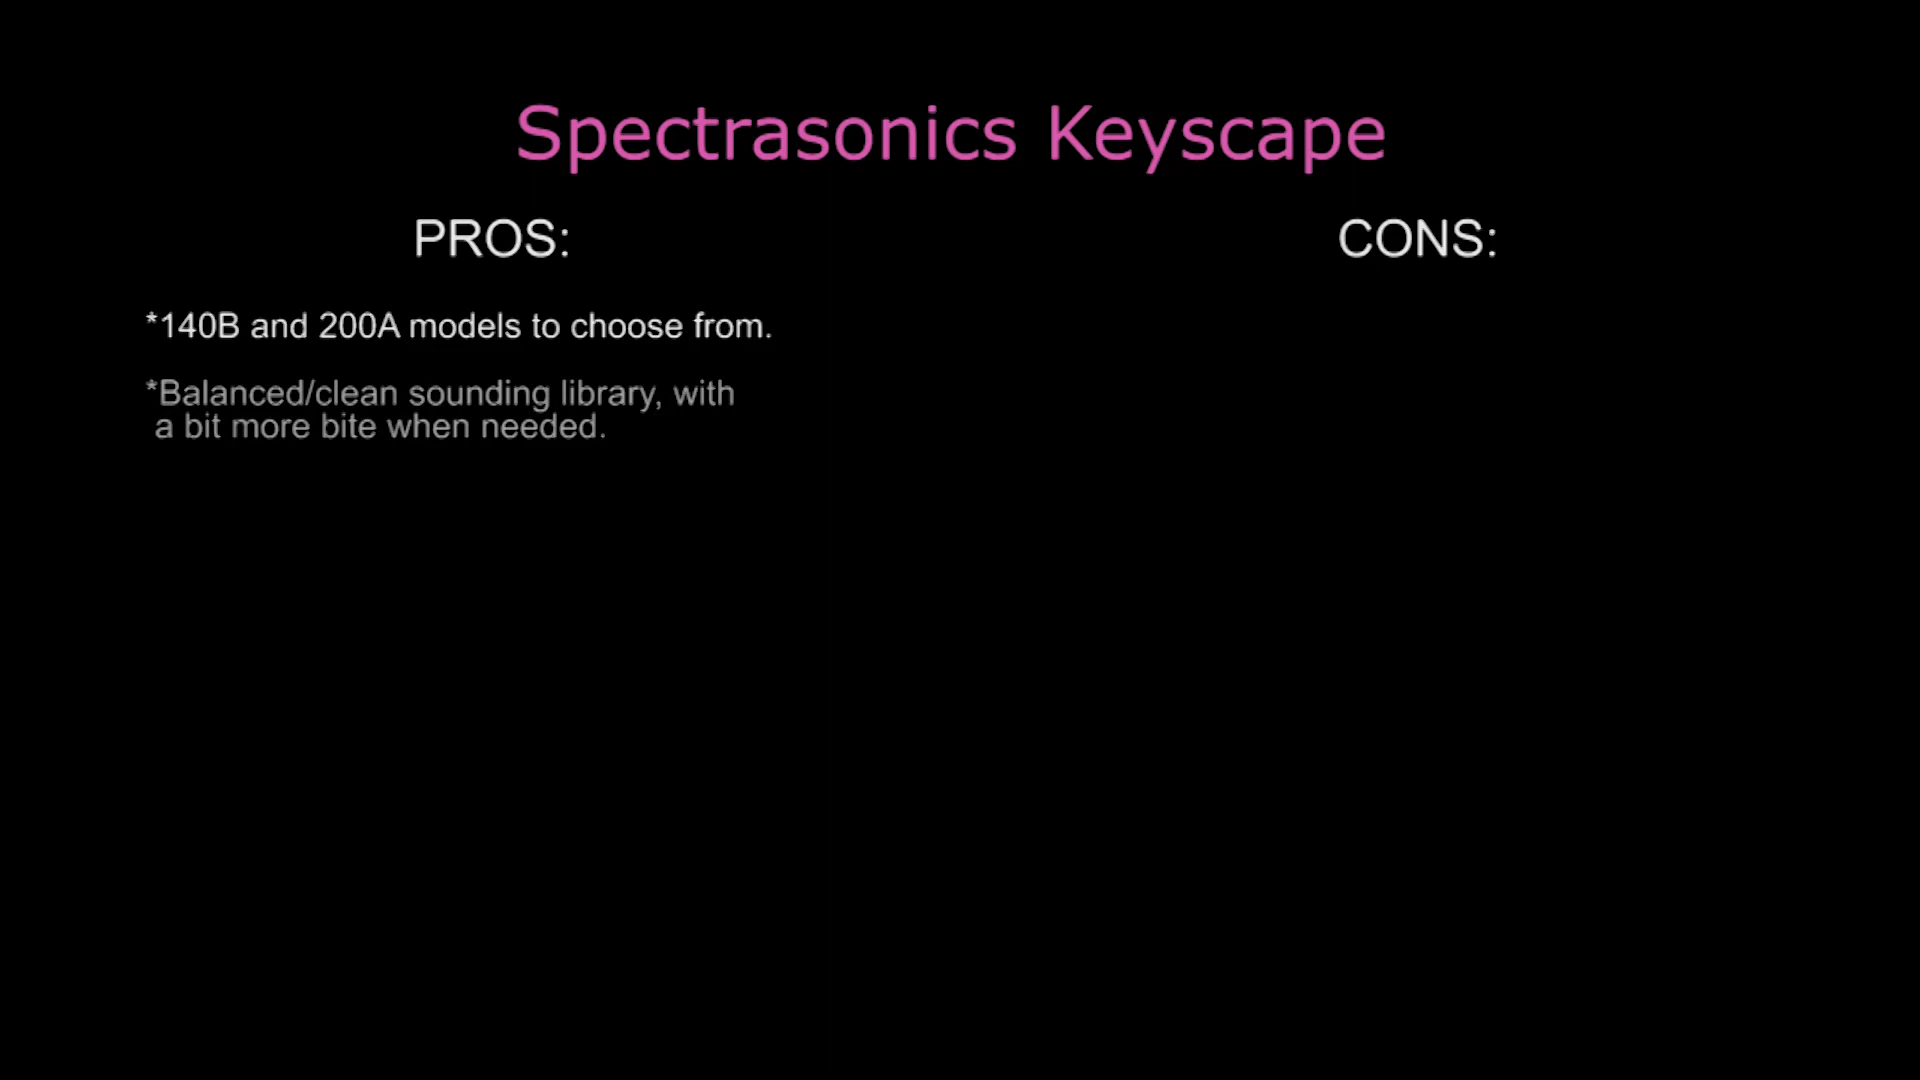 Spectrasonics Keyscape
PROS:
CONS:
*140B and 200A models to choose from.
*Balanced/clean sounding library, with
a bit more bite when needed.